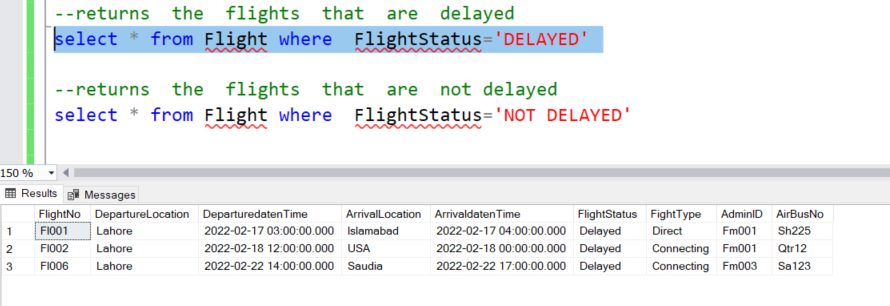 --returns the flights that are delayed
select * from Flight where FlightStatus='DELAYED'
--returns the flights that are not delayed
select * from Flight where FlightStatus='NOT DELAYED'
150 %
Results Messages
FlightNo DepartureLocation DeparturedatenTime ArrivalLocation ArrivaldatenTime FlightStatus FightType AdminID AirBusNo
1 Fl001 Lahore 2022-02-17 03:00:00.000 Islamabad 2022-02-17 04:00:00.000 Delayed Direct Fm001 Sh225
2 Fl002 Lahore 2022-02-18 12:00:00.000 USA 2022-02-18 00:00:00.000 Delayed Connecting Fm001 Qtr12
3 Fl006 Lahore 2022-02-22 14:00:00.000 Saudia 2022-02-22 17:00:00.000 Delayed Connecting Fm003 Sa123